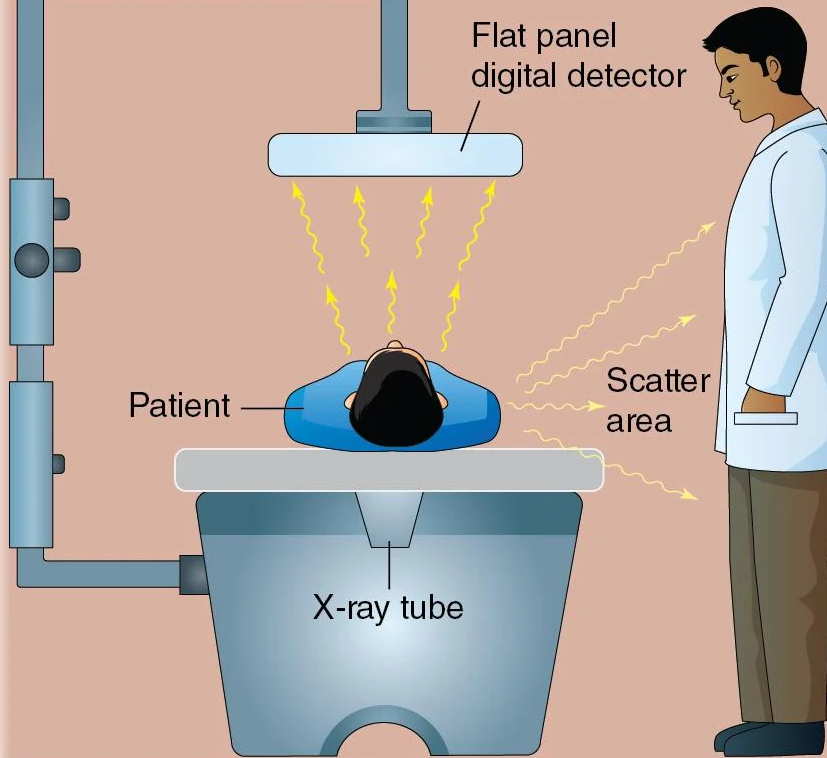 Flat panel
digital detector
Patient
Scatter
area
X-ray tube